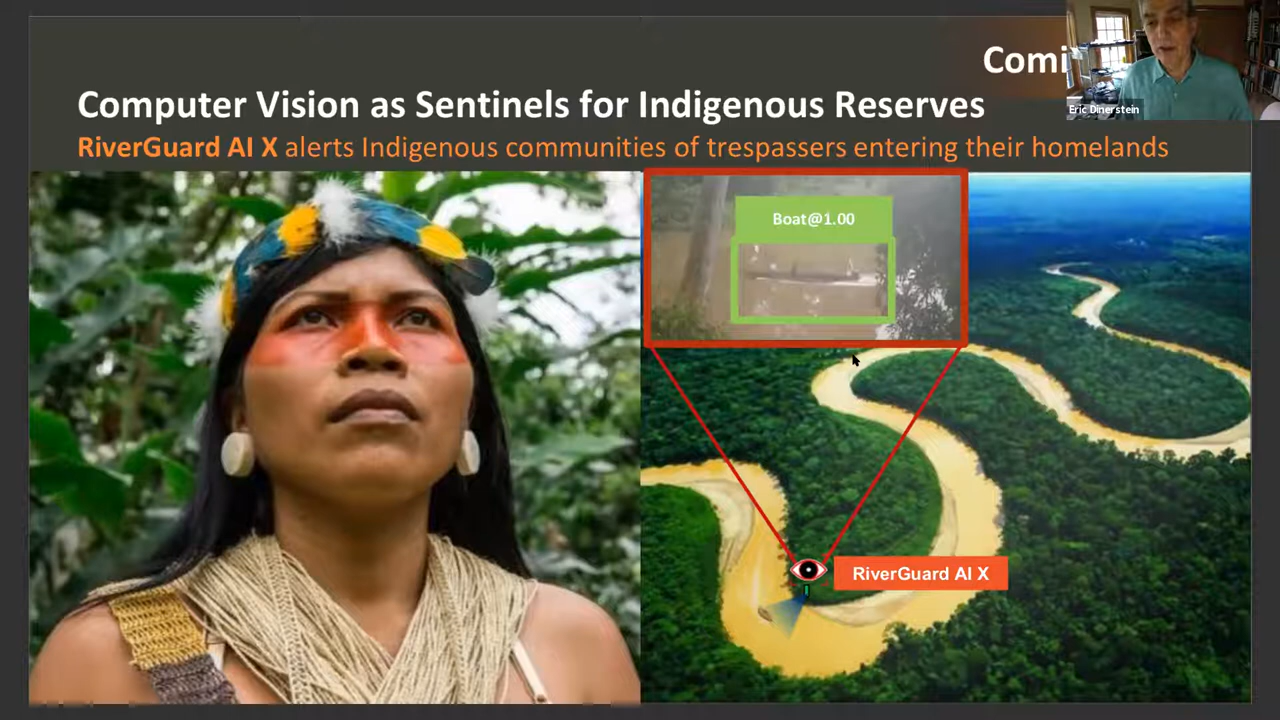 Comi
Eric Dinerstein
Computer Vision as Sentinels for Indigenous Reserves
RiverGuard AI X alerts Indigenous communities of trespassers entering their homelands
Boat@1.00
RiverGuard AI X